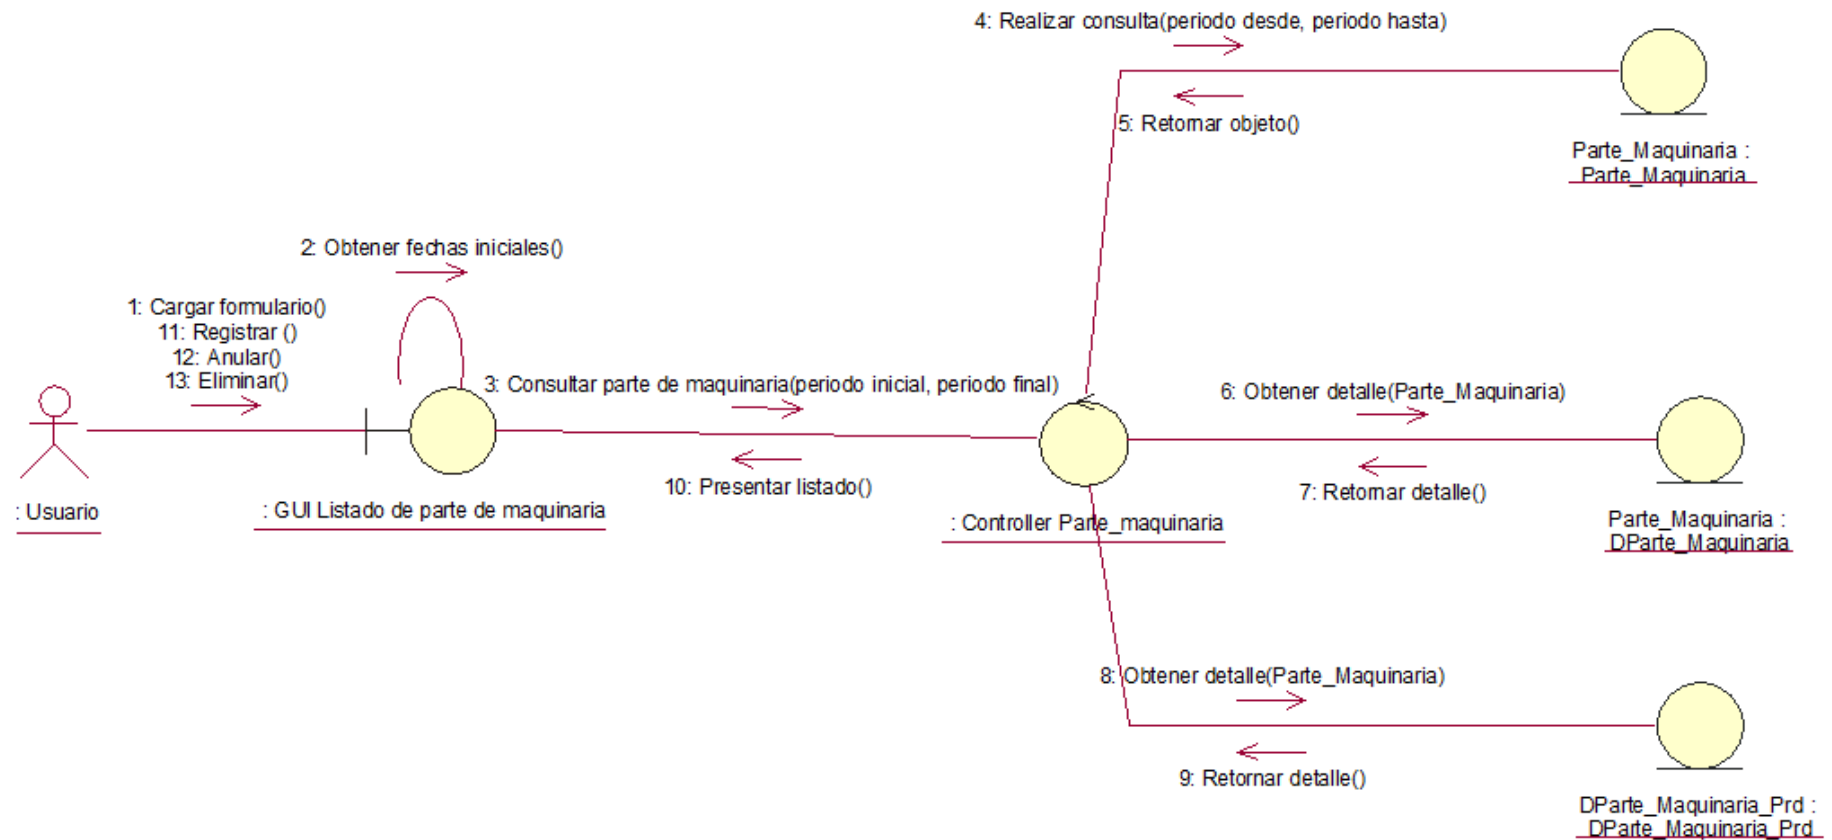 4: Realizar consulta(periodo desde, periodo hasta)
5: Retornar objeto()
Parte_Maquinaria :
Parte_Maquinaria
2: Obtener fechas iniciales()
1: Cargar formulario()
11: Registrar ()
12: Anular()
13: Eliminar()
3: Consultar parte de maquinaria(periodo inicial, periodo final)
6: Obtener detalle(Parte_Maquinaria)
10: Presentar listado()
7: Retornar detalle()
: Usuario
: GUI Listado de parte de maquinaria
: Controller Parte_maquinaria
Parte_Maquinaria :
DParte_Maquinaria
8: Obtener detalle(Parte_Maquinaria)
9: Retornar detalle()
DParte_Maquinaria_Prd :
DParte_Maquinaria_Prd